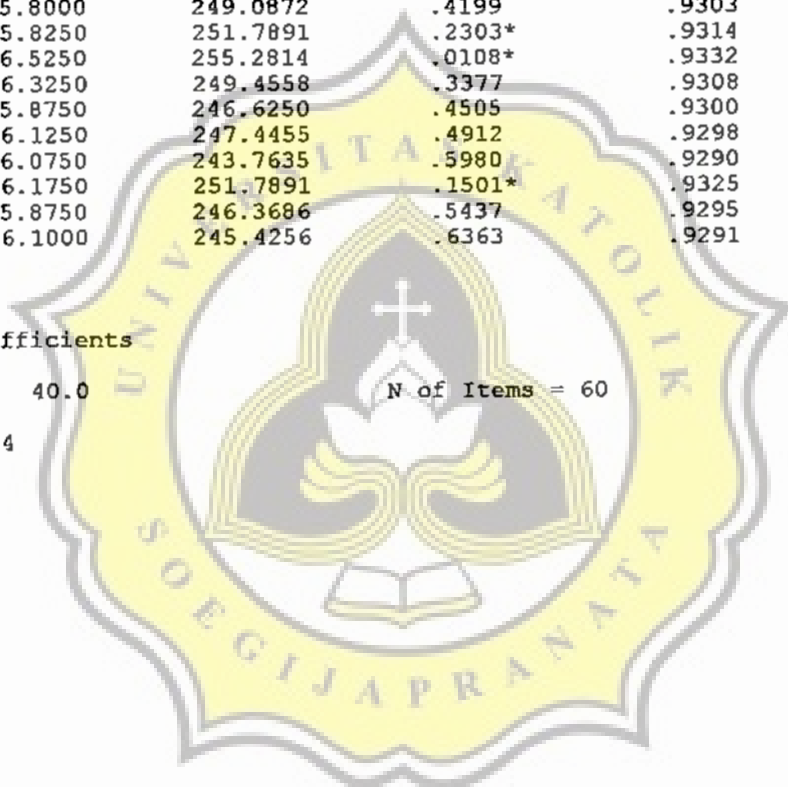 5.8000 249.0872 .4199 .9303
5.8250 251.7891 .2303* .9314
6.5250 255.2814 .0108* .9332
6.3250 249.4558 .3377 .9308
5.8750 246.6250 .4505 .9300
6.1250 247.4455 .4912 .9298
6.0750 243.7635 .5980 .9290
6.1750 251.7891 .1501* .9325
5.8750 246.3686 .5437 .9295
6.1000 245.4256 .6363 .9291
fficients
40.0 N of Items = 60
4
UNIVERSITAS KATOLIK
SOEGIJAPRANATA